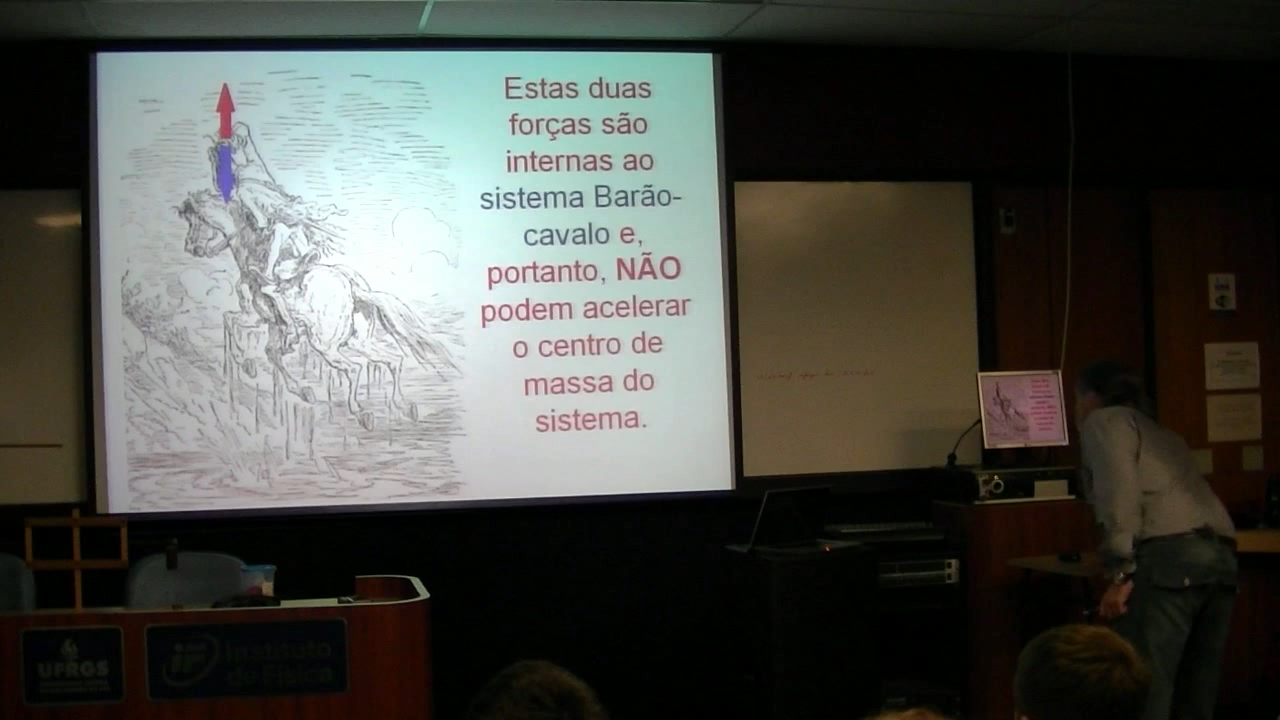 Estas duas
forças são
internas ao
sistema Barão-
cavalo e,
portanto, NÃO
podem acelerar
o centro de
massa do
sistema.
UFRGS
Instituto
de Física